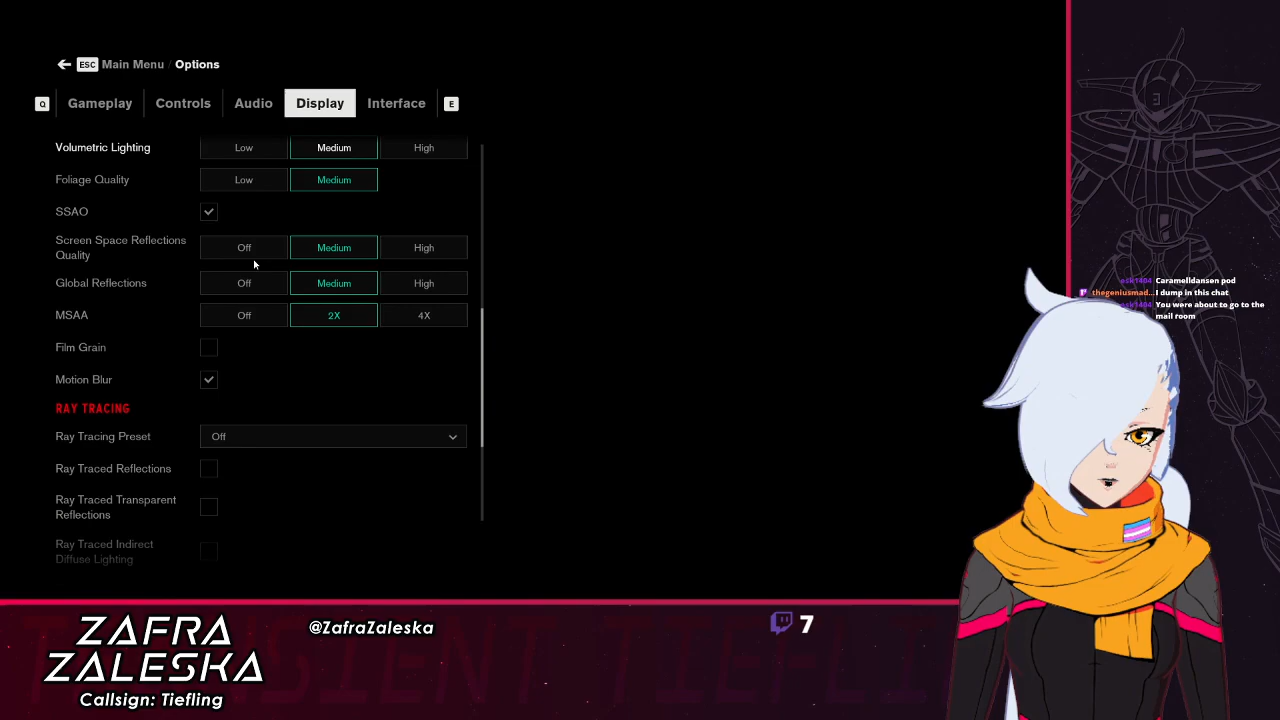 ESC Main Menu / Options
Q Gameplay Controls Audio Display Interface E
Volumetric Lighting Low Medium High
Foliage Quality Low Medium
SSAO
Screen Space Reflections
Quality
Off Medium High
Global Reflections Off Medium High
MSAA Off 2X 4X
Film Grain
Motion Blur
RAY TRACING
Ray Tracing Preset Off
Ray Traced Reflections
Ray Traced Transparent
Reflections
Ray Traced Indirect
Diffuse Lighting
esk1404 Caramelldansen pod
thegeniusmad... I dump in this chat
esk1404 You were about to go to the
mail room
ZAFRA
ZALESKA
Callsign: Tiefling
@ZafraZaleska
7